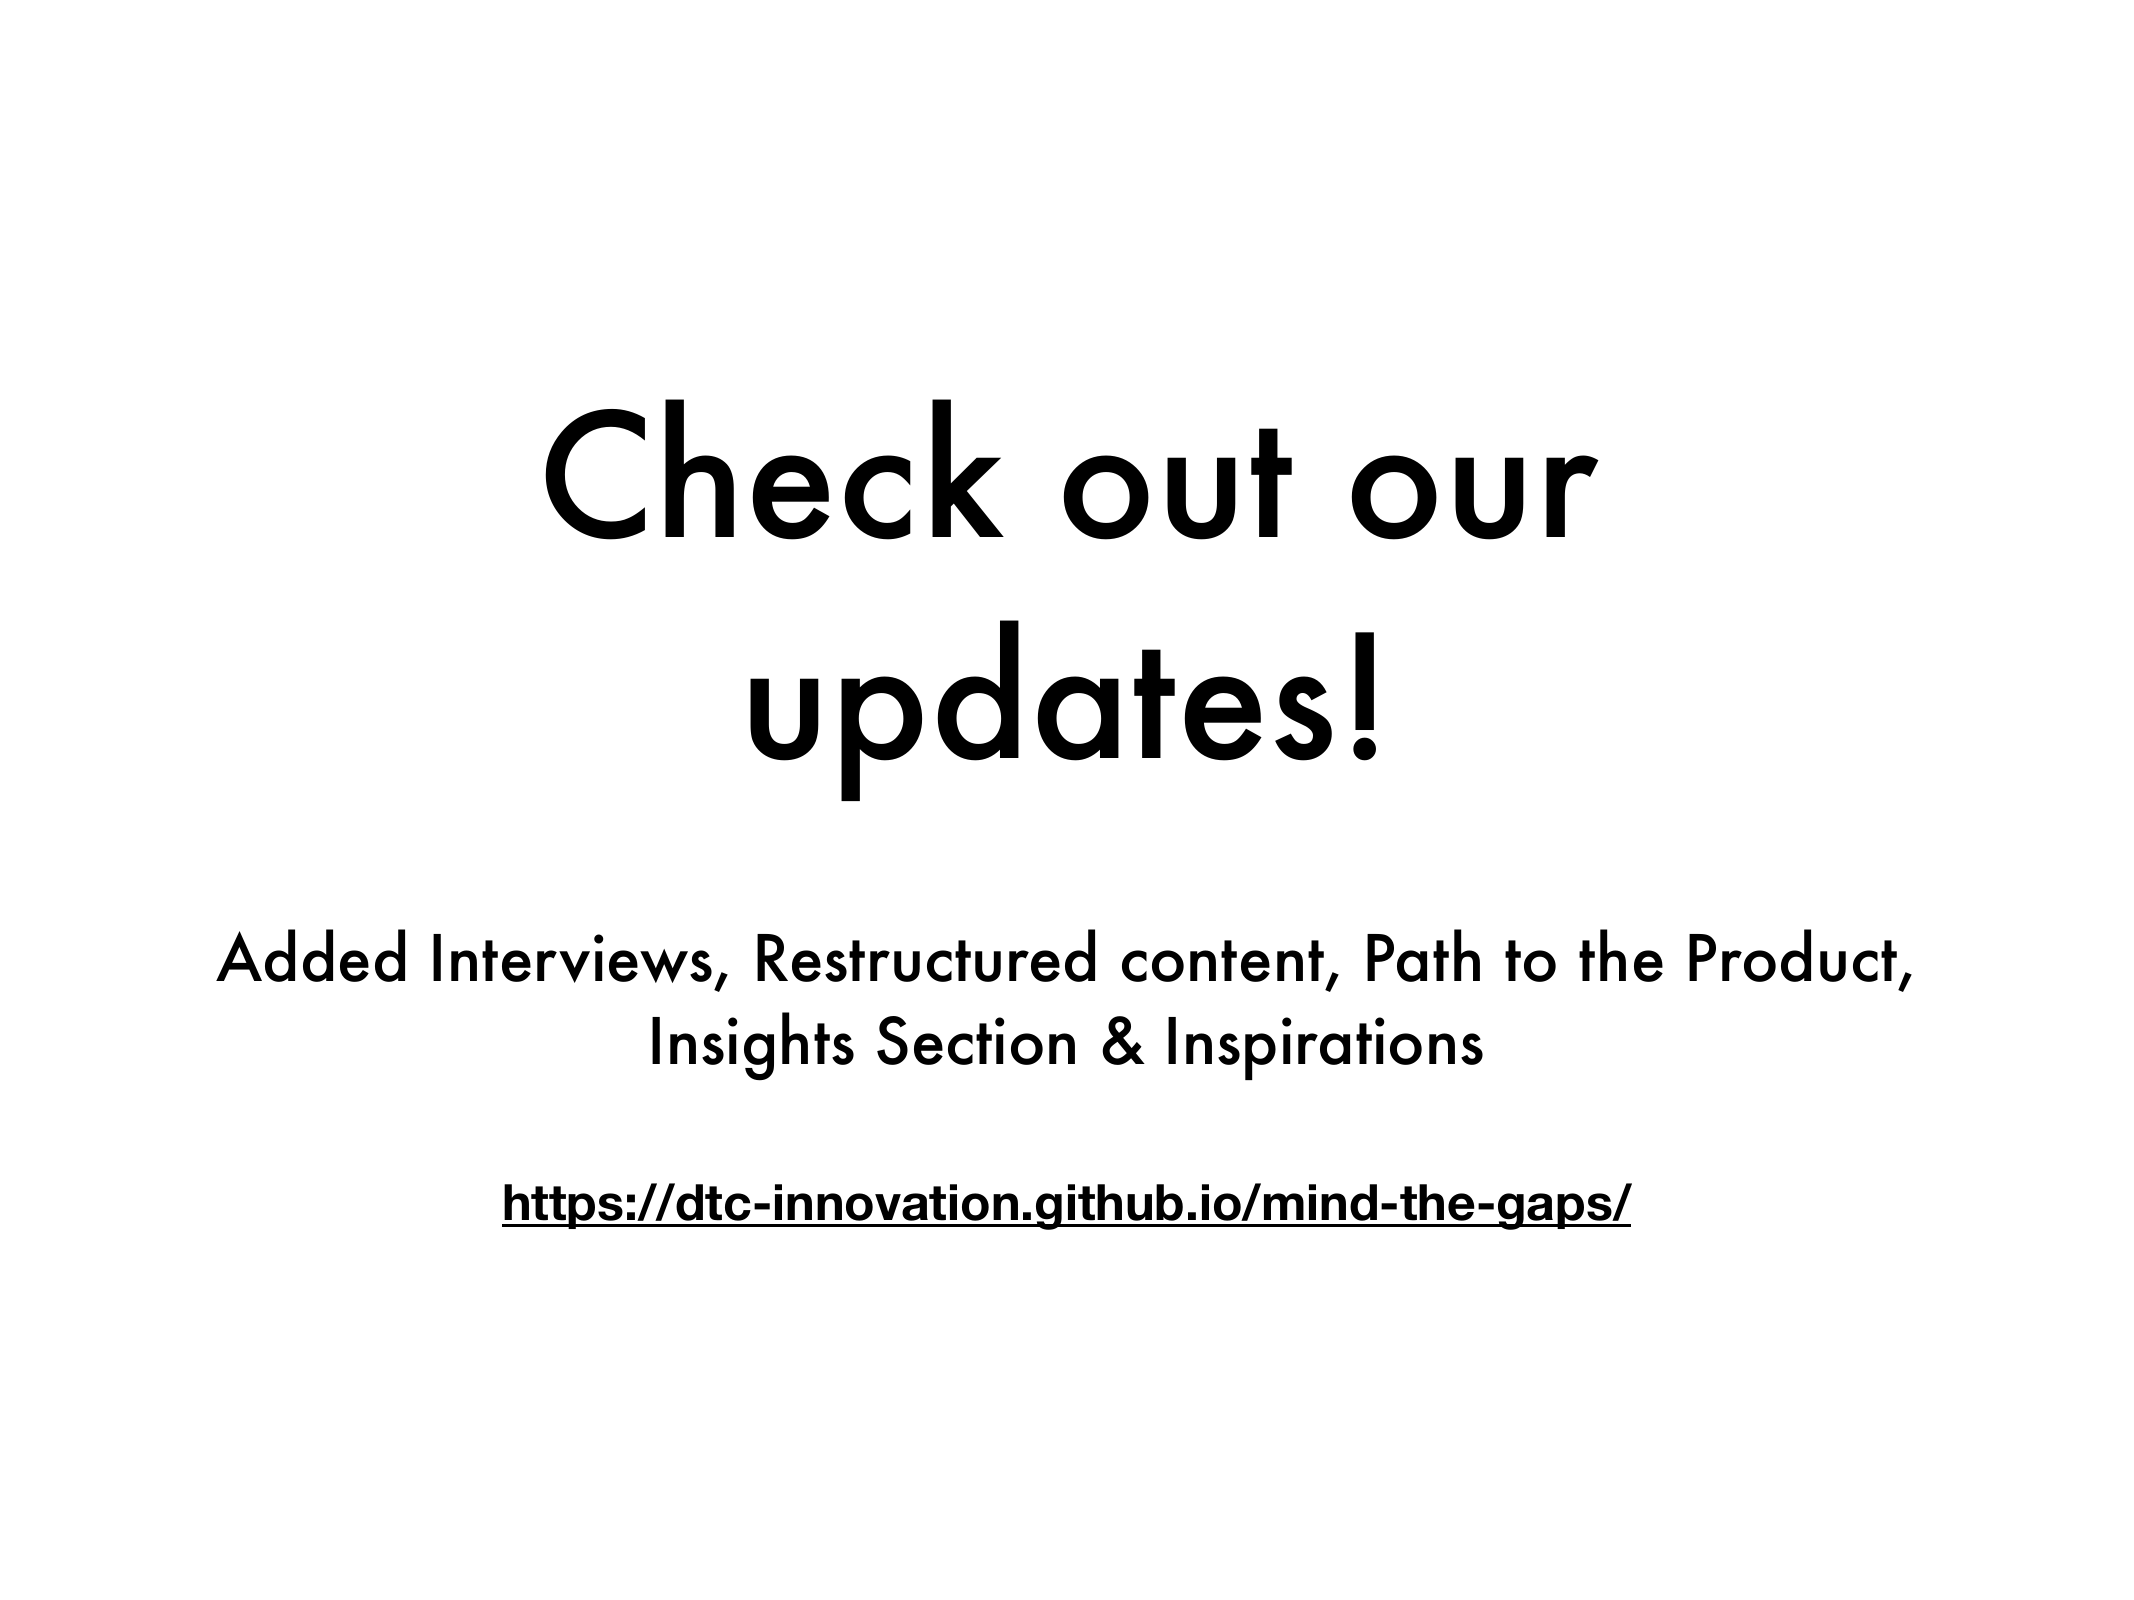 Check out our
updates!
Added Interviews, Restructured content, Path to the Product,
Insights Section & Inspirations
https://dtc-innovation.github.io/mind-the-gaps/